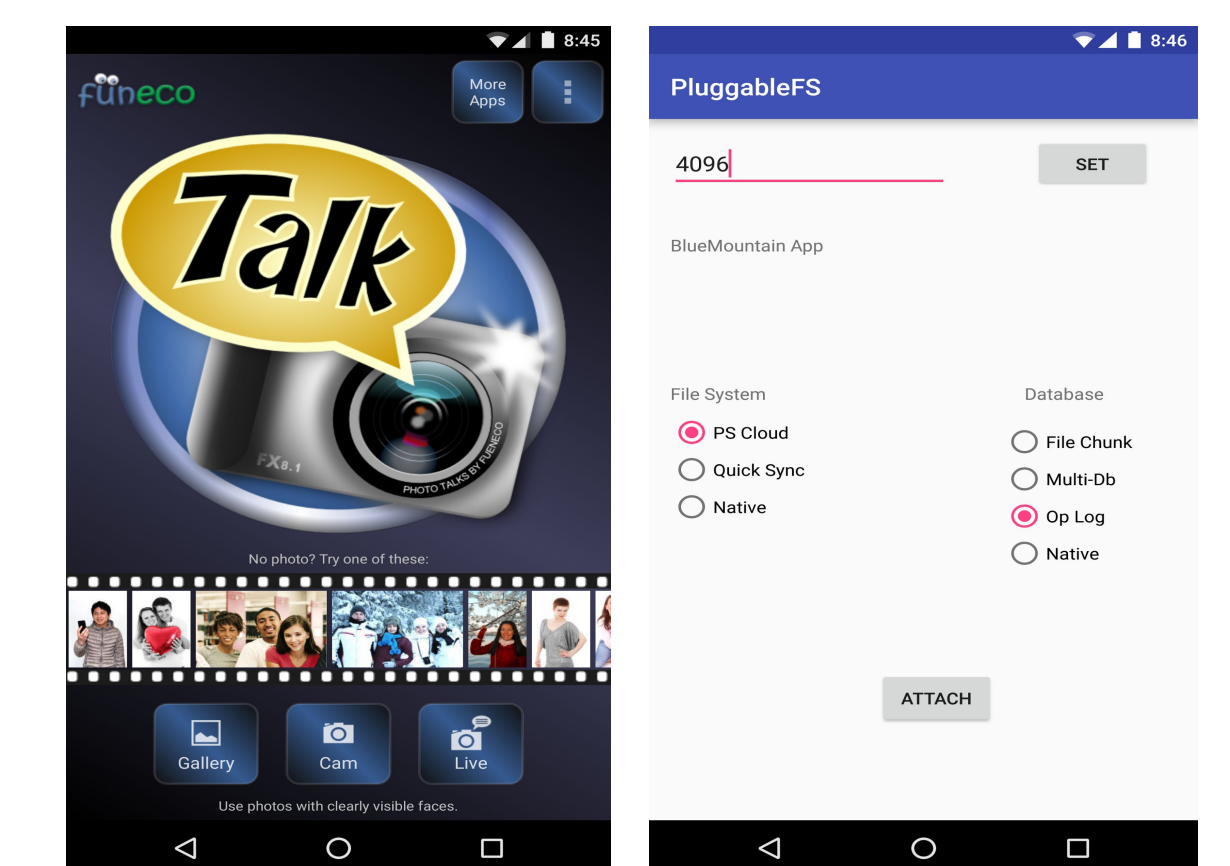 8:45
füneco
More
Apps
Talk
FX8.1
PHOTO TALKS BY FUENECO
No photo? Try one of these:
Gallery
Cam
Live
Use photos with clearly visible faces.
8:46
PluggableFS
4096
SET
BlueMountain App
File System
Database
PS Cloud
File Chunk
Quick Sync
Multi-Db
Native
Op Log
Native
ATTACH